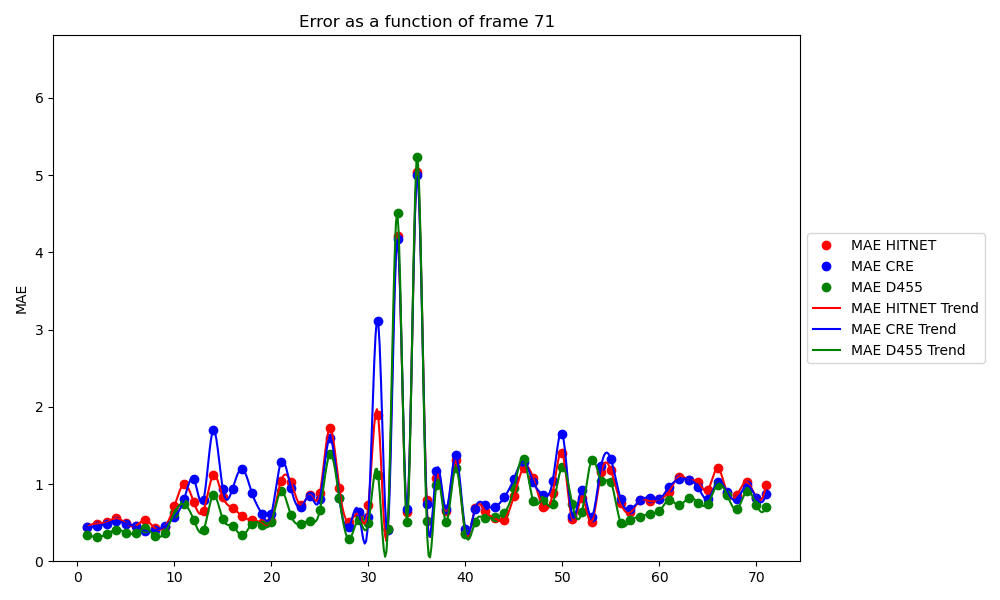 Error as a function of frame 71
MAE
6
5
4
3
2
1
0
0 10 20 30 40 50 60 70
MAE HITNET
MAE CRE
MAE D455
MAE HITNET Trend
MAE CRE Trend
MAE D455 Trend